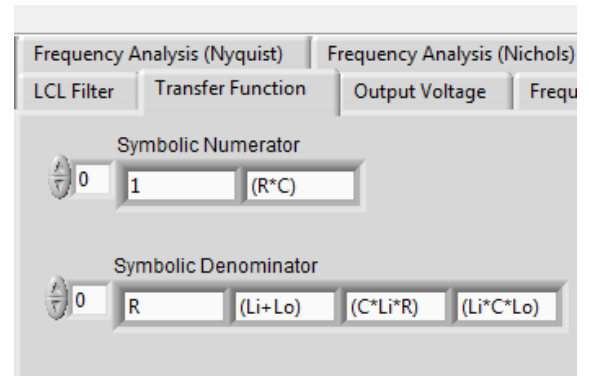 Frequency Analysis (Nyquist) Frequency Analysis (Nichols)
LCL Filter Transfer Function Output Voltage Frequ
Symbolic Numerator
0 1 (R*C)
Symbolic Denominator
0 R (Li+Lo) (C*Li*R) (Li*C*Lo)